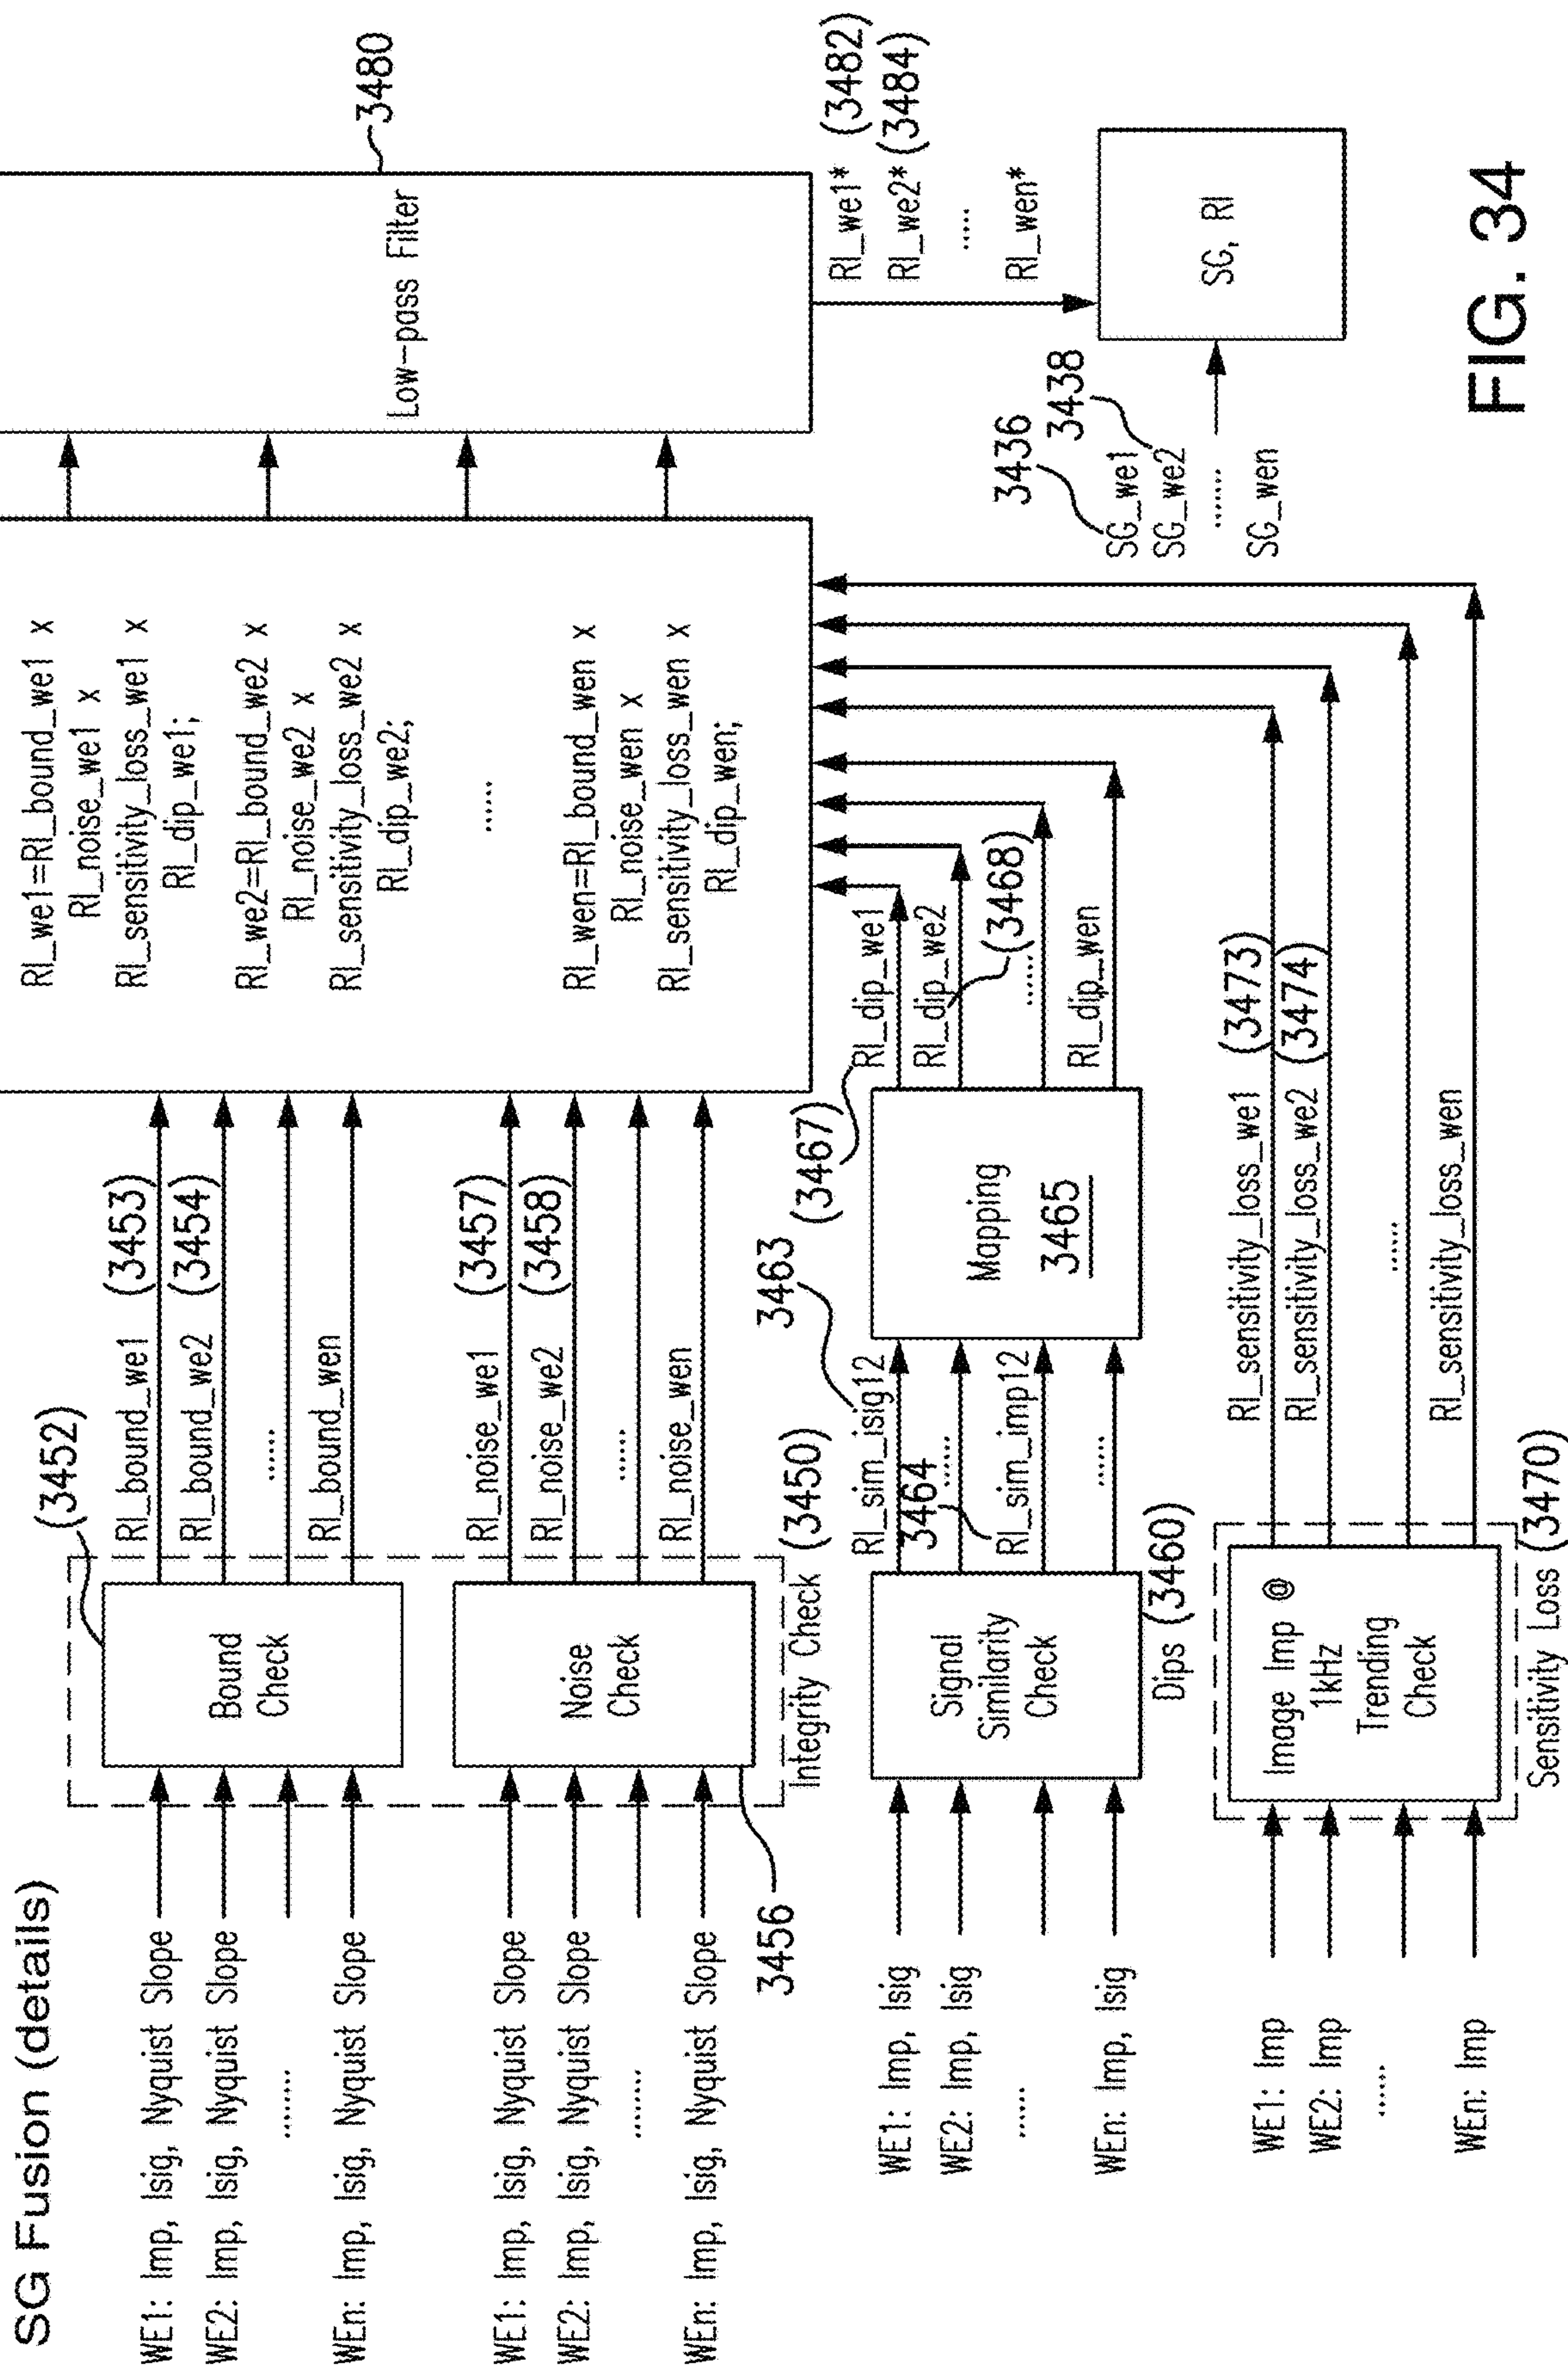 SG Fusion (details)
WE1: Imp, Isig, Nyquist Slope
WE2: Imp, Isig, Nyquist Slope
........
WEn: Imp, Isig, Nyquist Slope
(3452)
Bound
Check
RI_bound_we1 (3453)
RI_bound_we2 (3454)
......
RI_bound_wen
WE1: Imp, Isig, Nyquist Slope
WE2: Imp, Isig, Nyquist Slope
........
WEn: Imp, Isig, Nyquist Slope
3456
Noise
Check
RI_noise_we1 (3457)
RI_noise_we2 (3458)
......
RI_noise_wen
Integrity Check (3450)
WE1: Imp, Isig
WE2: Imp, Isig
......
WEn: Imp, Isig
Signal
Similarity
Check
Dips (3460)
3463
RI_sim_isig12
......
3464
RI_sim_imp12
......
Mapping
3465
(3467)
RI_dip_we1
RI_dip_we2
(3468)
......
RI_dip_wen
WE1: Imp
WE2: Imp
......
WEn: Imp
Image Imp @
1kHz
Trending
Check
Sensitivity Loss (3470)
RI_sensitivity_loss_we1 (3473)
RI_sensitivity_loss_we2 (3474)
......
RI_sensitivity_loss_wen
RI_we1=RI_bound_we1 x
RI_noise_we1 x
RI_sensitivity_loss_we1 x
RI_dip_we1;
RI_we2=RI_bound_we2 x
RI_noise_we2 x
RI_sensitivity_loss_we2 x
RI_dip_we2;
......
RI_wen=RI_bound_wen x
RI_noise_wen x
RI_sensitivity_loss_wen x
RI_dip_wen;
Low-pass Filter
3480
RI_we1* (3482)
RI_we2* (3484)
.....
RI_wen*
3436
3438
SG_we1
SG_we2
.......
SG_wen
SG, RI
FIG. 34